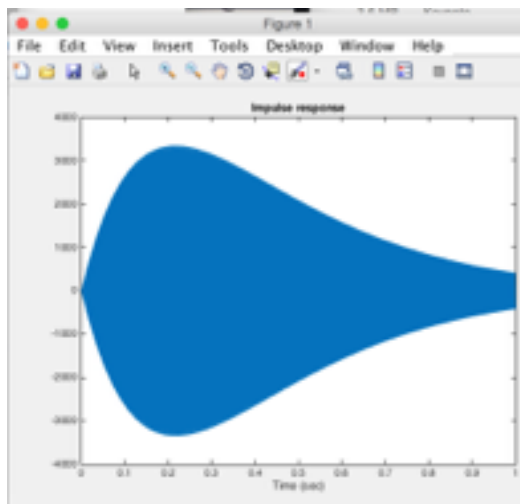 Figure 1
File Edit View Insert Tools Desktop Window Help
Impulse response
4000
3000
2000
1000
0
-1000
-2000
-3000
-4000
0 0.1 0.2 0.3 0.4 0.5 0.6 0.7 0.8 0.9 1
Time (sec)